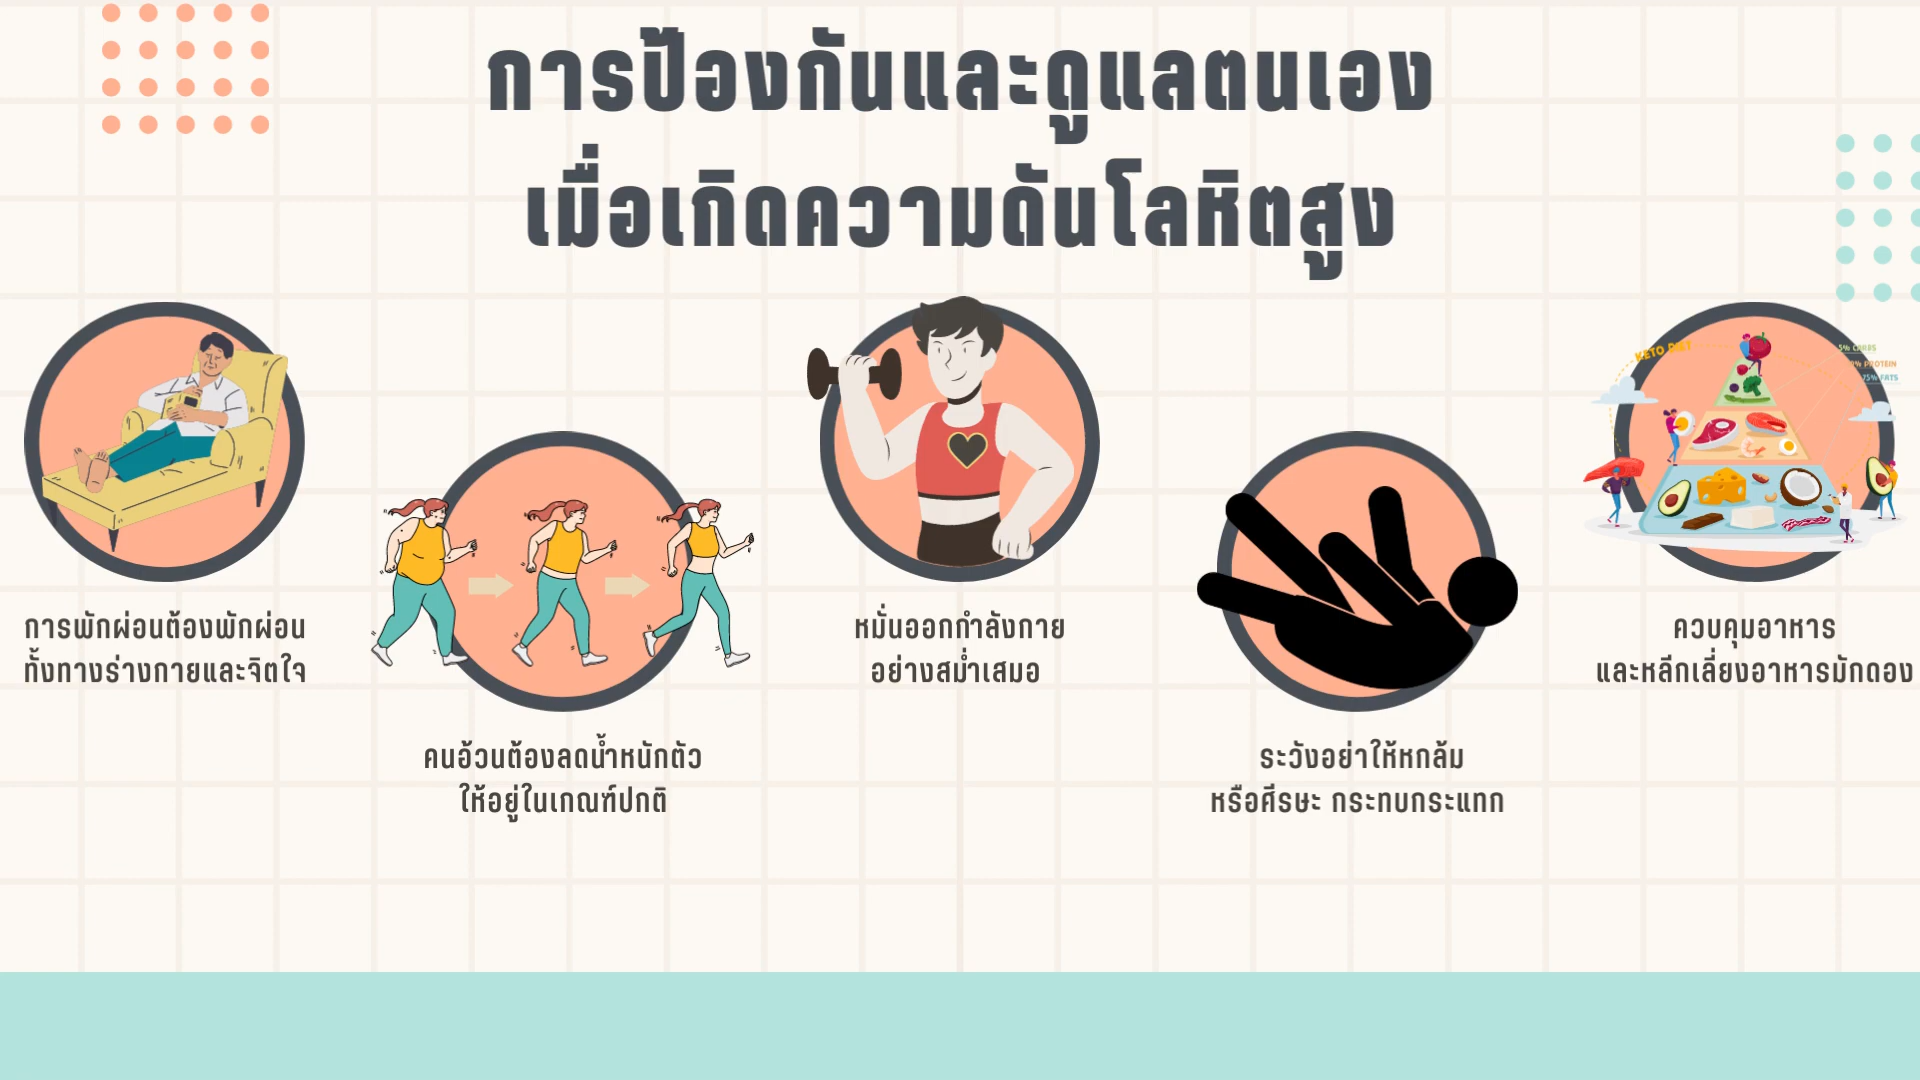 การป้องกันและดูแลตนเอง
เมื่อเกิดความดันโลหิตสูง
การพักผ่อนต้องพักผ่อน
ทั้งทางร่างกายและจิตใจ
คนอ้วนต้องลดน้ำหนักตัว
ให้อยู่ในเกณฑ์ปกติ
หมั่นออกกำลังกาย
อย่างสม่ำเสมอ
ระวังอย่าให้หกล้ม
หรือศีรษะ กระทบกระแทก
KETO DIET
5% CARBS
PROTEIN
75% FATS
ควบคุมอาหาร
และหลีกเลี่ยงอาหารมักดอง